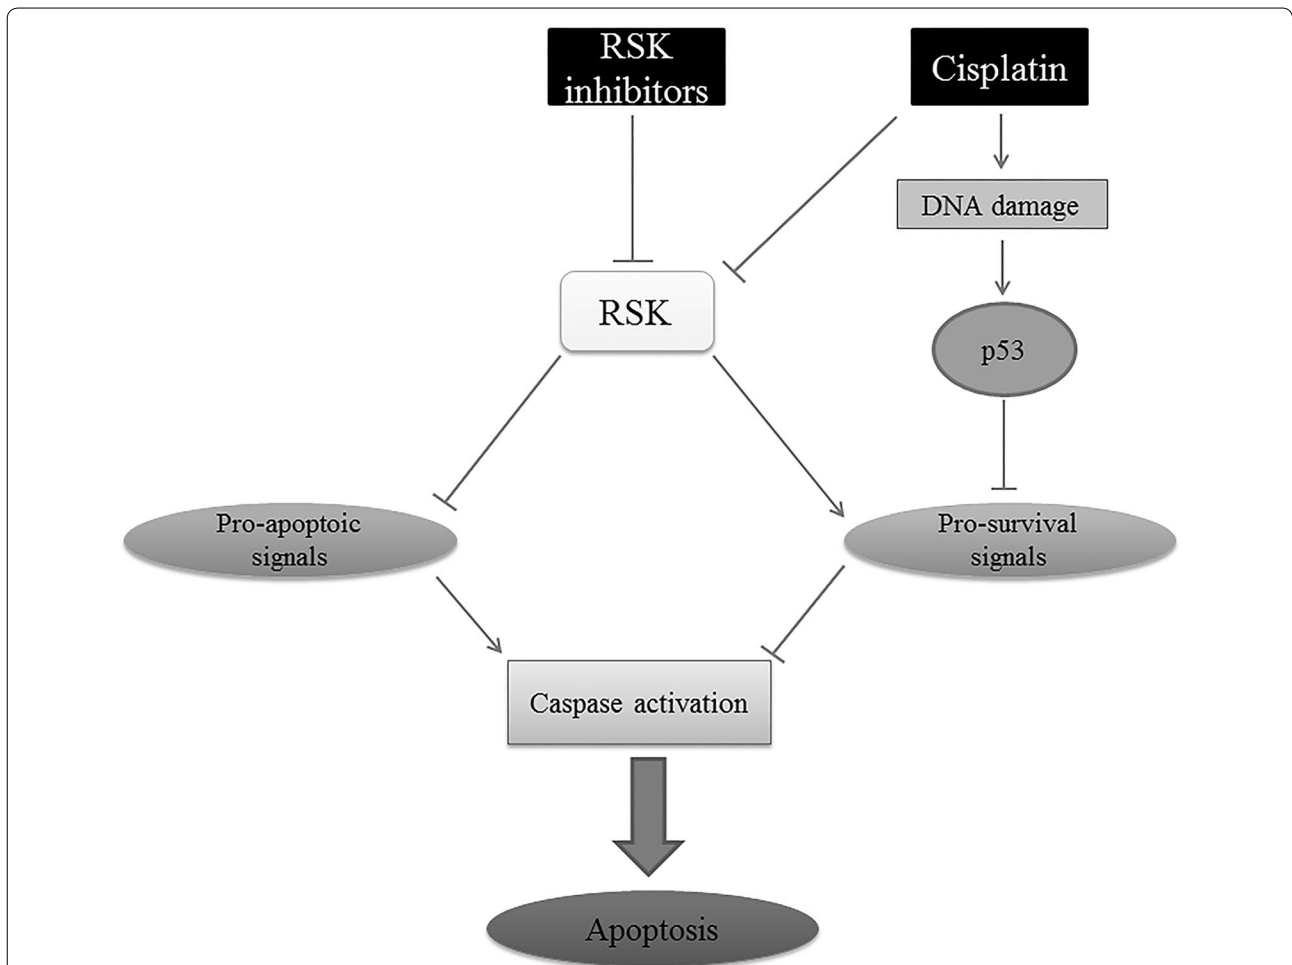 RSK
inhibitors
Cisplatin
DNA damage
RSK
p53
Pro-apoptoic
signals
Pro-survival
signals
Caspase activation
Apoptosis